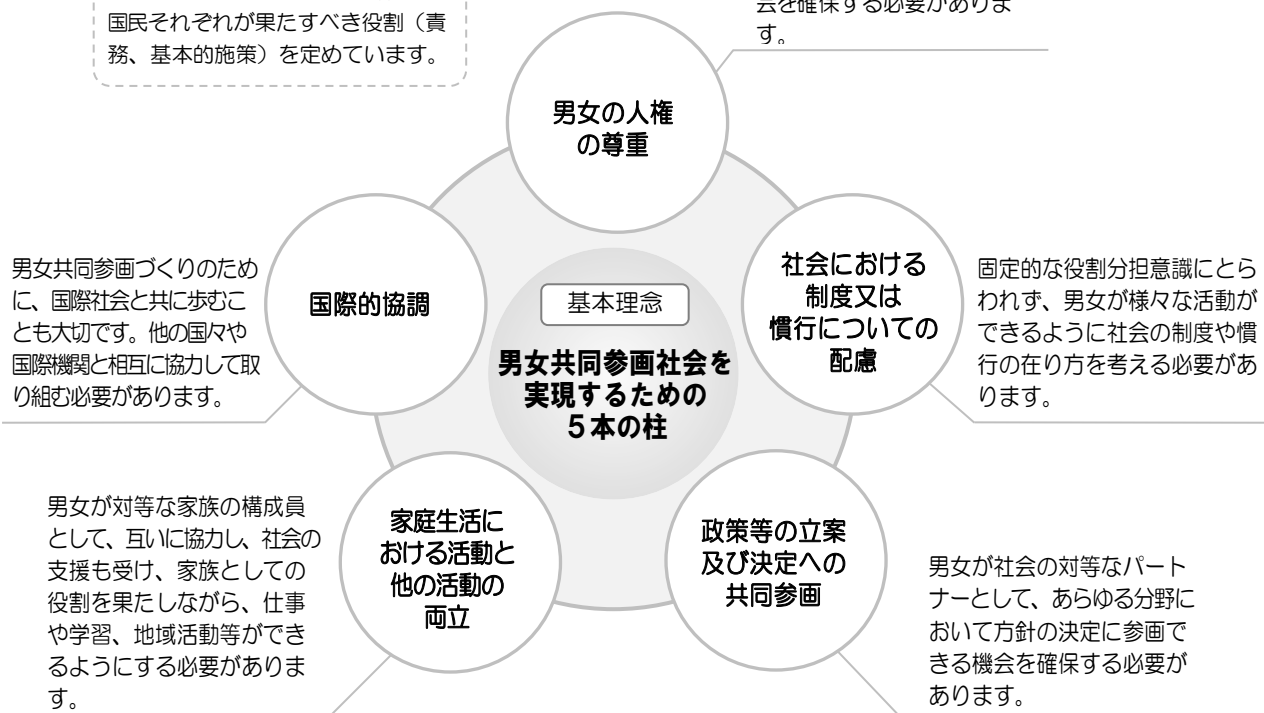 国民それぞれが果たすべき役割（責
務、基本的施策）を定めています。
会を確保する必要がありま
す。
男女の人権
の尊重
国際的協調
男女共同参画づくりのため
に、国際社会と共に歩むこ
とも大切です。他の国々や
国際機関と相互に協力して取
り組む必要があります。
基本理念
男女共同参画社会を
実現するための
５本の柱
社会における
制度又は
慣行についての
配慮
固定的な役割分担意識にとら
われず、男女が様々な活動が
できるように社会の制度や慣
行の在り方を考える必要があ
ります。
男女が対等な家族の構成員
として、互いに協力し、社会の
支援も受け、家族としての
役割を果たしながら、仕事
や学習、地域活動等ができ
るようにする必要がありま
す。
家庭生活に
おける活動と
他の活動の
両立
政策等の立案
及び決定への
共同参画
男女が社会の対等なパート
ナーとして、あらゆる分野に
おいて方針の決定に参画で
きる機会を確保する必要が
あります。